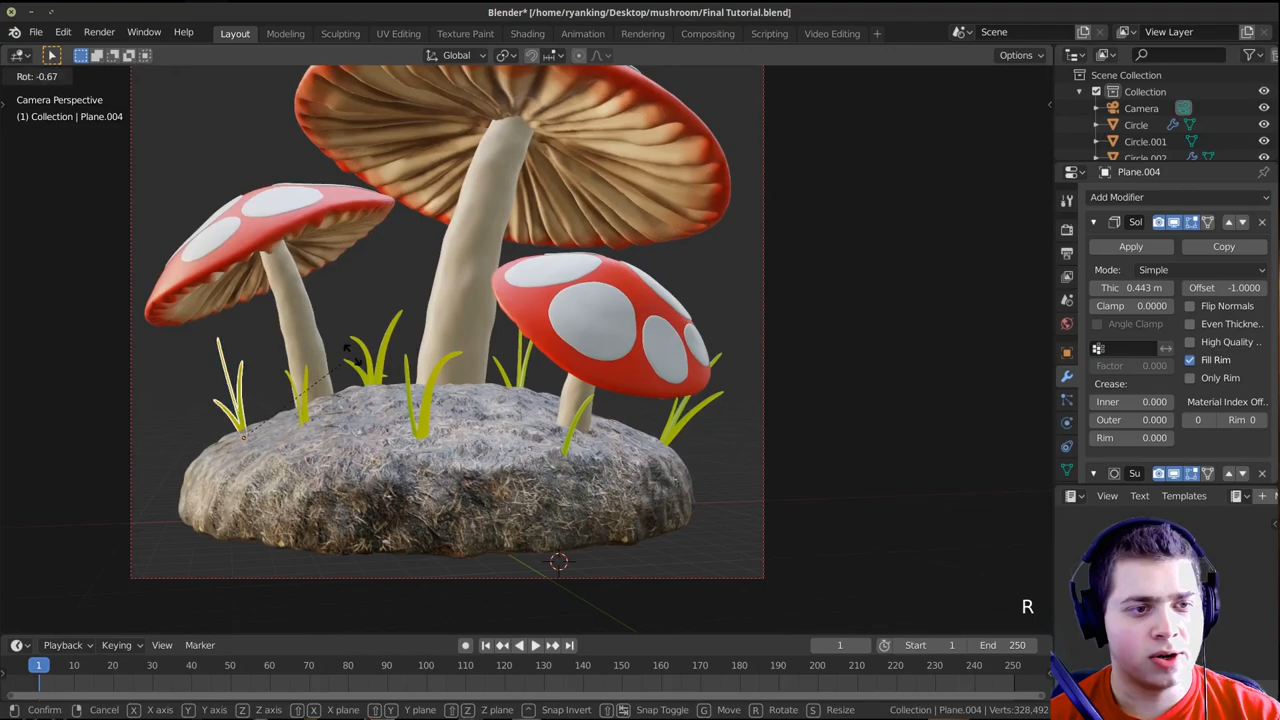 Blender* [/home/ryanking/Desktop/mushroom/Final Tutorial.blend]
File Edit Render Window Help Layout Modeling Sculpting UV Editing Texture Paint Shading Animation Rendering Compositing Scripting Video Editing + Scene View Layer
Global Options
Rot: -0.67
Camera Perspective
(1) Collection | Plane.004
Scene Collection
Collection
Camera
Circle
Circle.001
Circle.002
Plane.004
Add Modifier
Sol
Apply Copy
Mode: Simple
Thic 0.443 m Offset -1.0000
Clamp 0.0000 Flip Normals
Angle Clamp Even Thickne..
High Quality ..
Factor 0.000 Fill Rim
Crease: Only Rim
Inner 0.000 Material Index Off..
Outer 0.000 0 Rim 0
Rim 0.000
Su
View Text Templates
R
Playback Keying View Marker 1 Start 1 End 250
1 10 20 30 40 50 60 70 80 90 100 110 120 130 140 150 160 170 180 190 200 210 220 230 240 250
Confirm Cancel X X axis Y Y axis Z Z axis X X plane Y Y plane Z Z plane ^ Snap Invert Snap Toggle G Move R Rotate S Resize Collection | Plane.004 | Verts:328,492